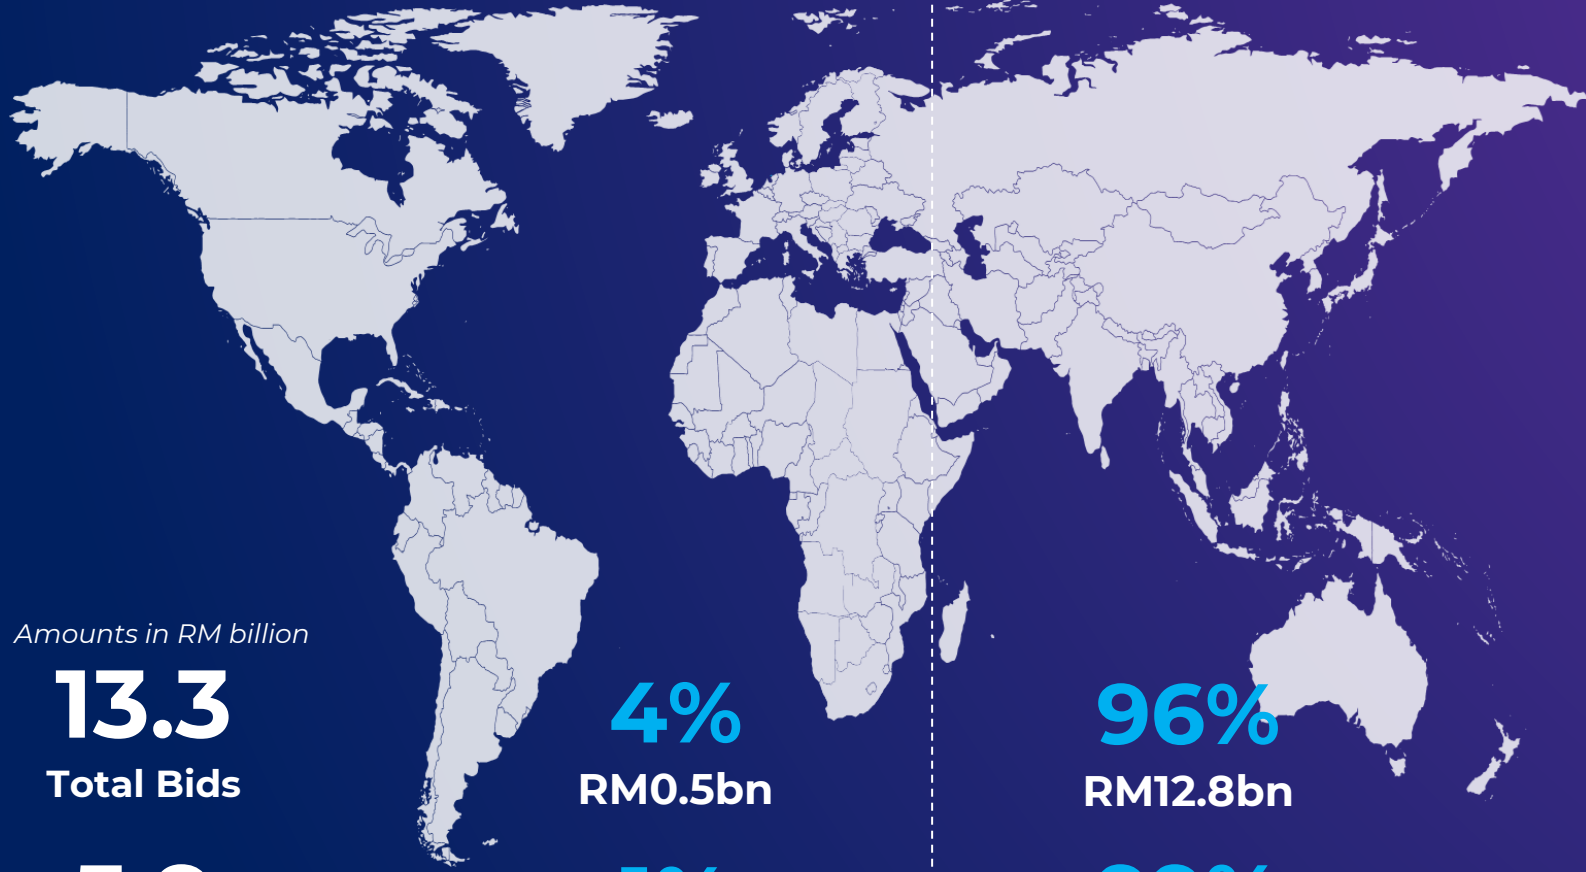 Amounts in RM billion
13.3
Total Bids
4%
RM0.5bn
96%
RM12.8bn